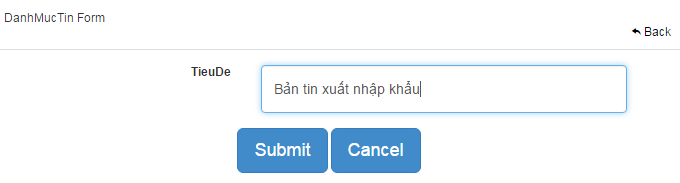 DanhMucTin Form
Back
TieuDe
Bản tin xuất nhập khẩu
Submit Cancel